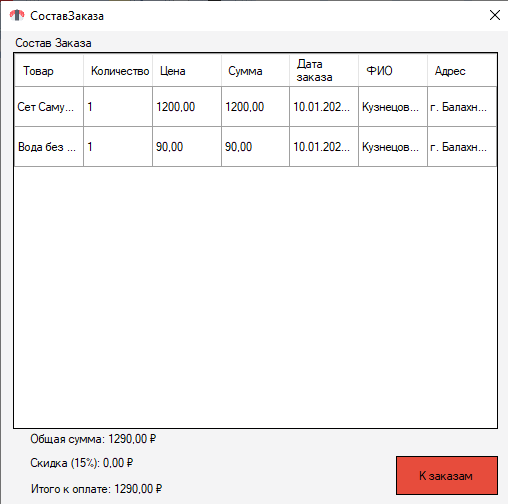 СоставЗаказа
Состав Заказа
Товар Количество Цена Сумма Дата заказа ФИО Адрес
Сет Саму... 1 1200,00 1200,00 10.01.202... Кузнецов... г. Балахн...
Вода без ... 1 90,00 90,00 10.01.202... Кузнецов... г. Балахн...
Общая сумма: 1290,00 ₽
Скидка (15%): 0,00 ₽
Итого к оплате: 1290,00 ₽
К заказам